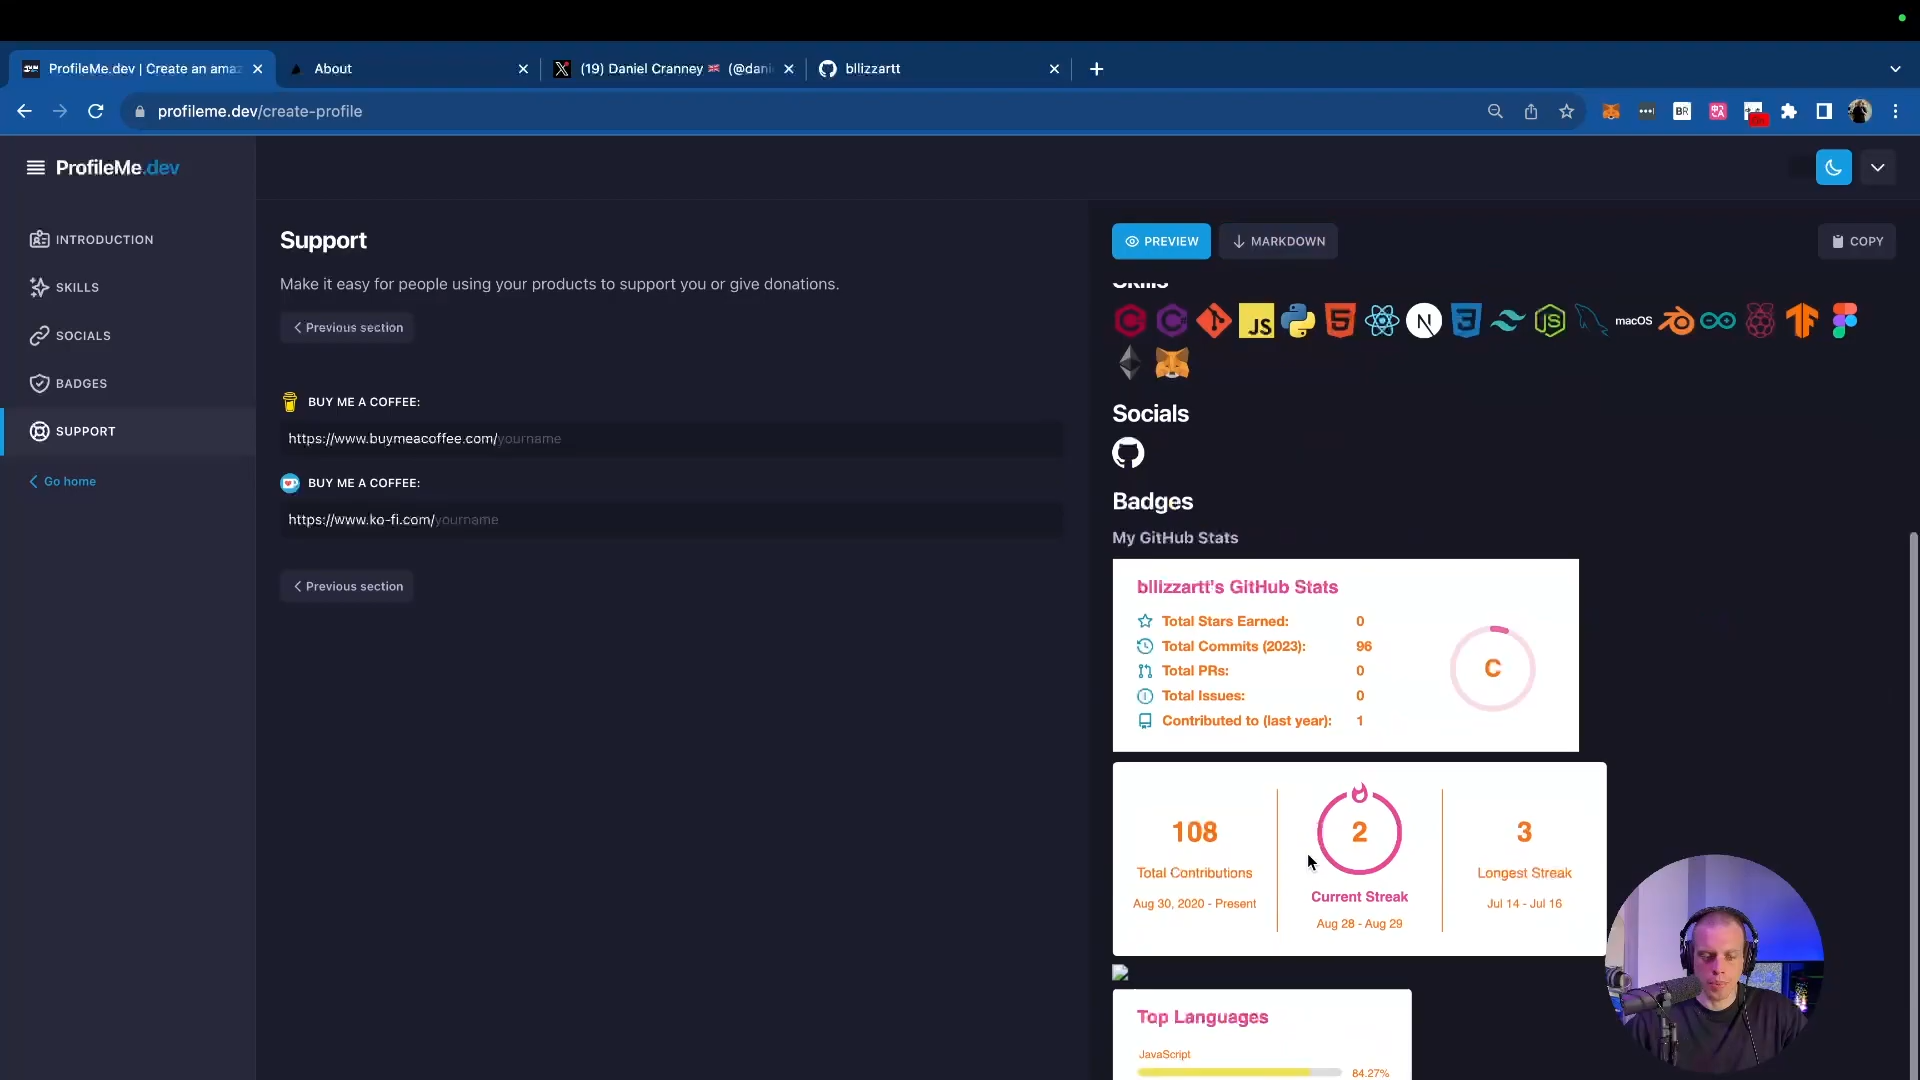 ProfileMe.dev | Create an amaz
About
(19) Daniel Cranney 🇬🇧 (@dani
bllizzartt
profileme.dev/create-profile
BR
ProfileMe.dev
INTRODUCTION
SKILLS
SOCIALS
BADGES
SUPPORT
Go home
Support
Make it easy for people using your products to support you or give donations.
Previous section
BUY ME A COFFEE:
https://www.buymeacoffee.com/yourname
BUY ME A COFFEE:
https://www.ko-fi.com/yourname
Previous section
PREVIEW
MARKDOWN
COPY
Skills
JS
N
JS
macOS
Socials
Badges
My GitHub Stats
bllizzartt's GitHub Stats
Total Stars Earned: 0
Total Commits (2023): 96
Total PRs: 0
Total Issues: 0
Contributed to (last year): 1
C
108
Total Contributions
Aug 30, 2020 - Present
2
Current Streak
Aug 28 - Aug 29
3
Longest Streak
Jul 14 - Jul 16
Top Languages
JavaScript
84.27%